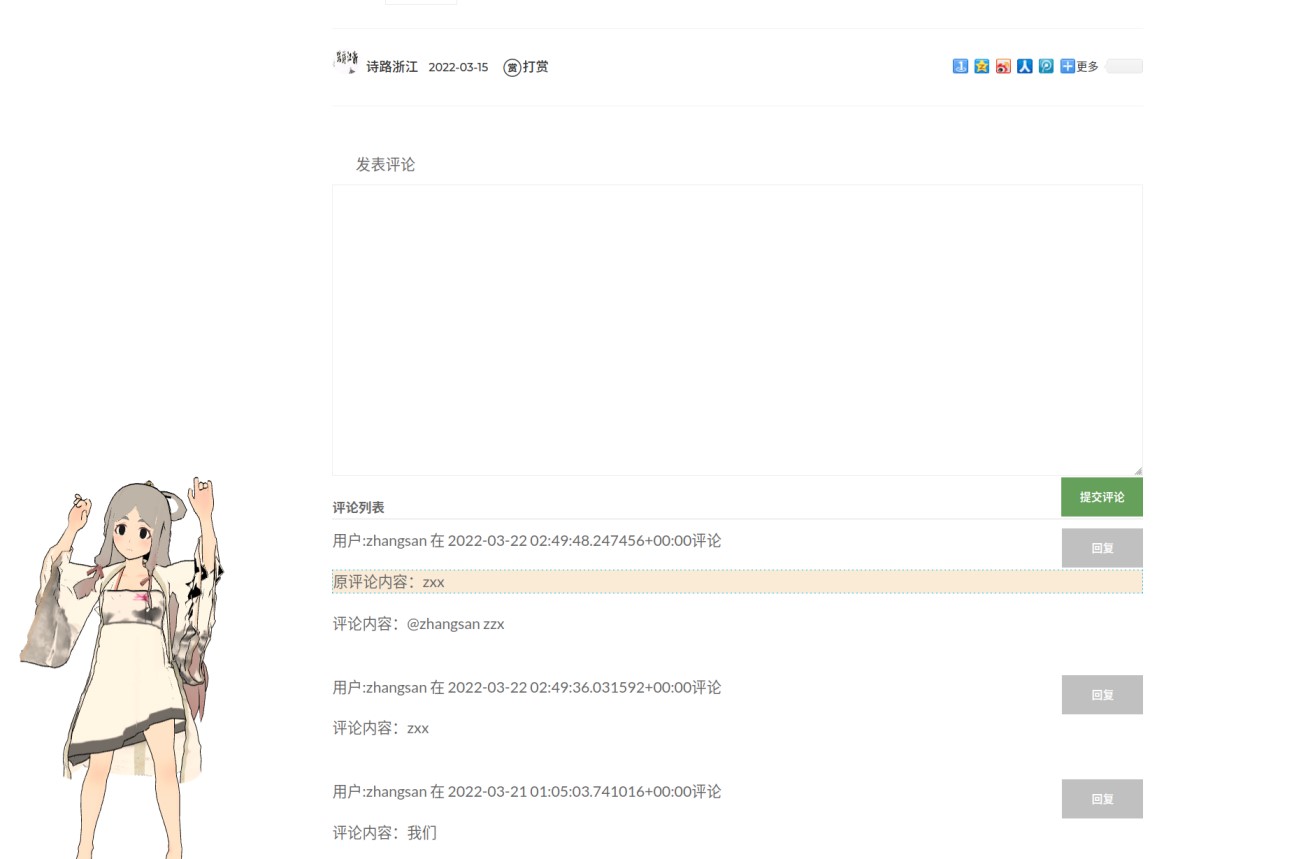 诗路浙江 2022-03-15 赏打赏 更多
发表评论
提交评论
评论列表
用户:zhangsan 在 2022-03-22 02:49:48.247456+00:00评论 回复
原评论内容：zxx
评论内容：@zhangsan zzx
用户:zhangsan 在 2022-03-22 02:49:36.031592+00:00评论 回复
评论内容：zxx
用户:zhangsan 在 2022-03-21 01:05:03.741016+00:00评论 回复
评论内容：我们